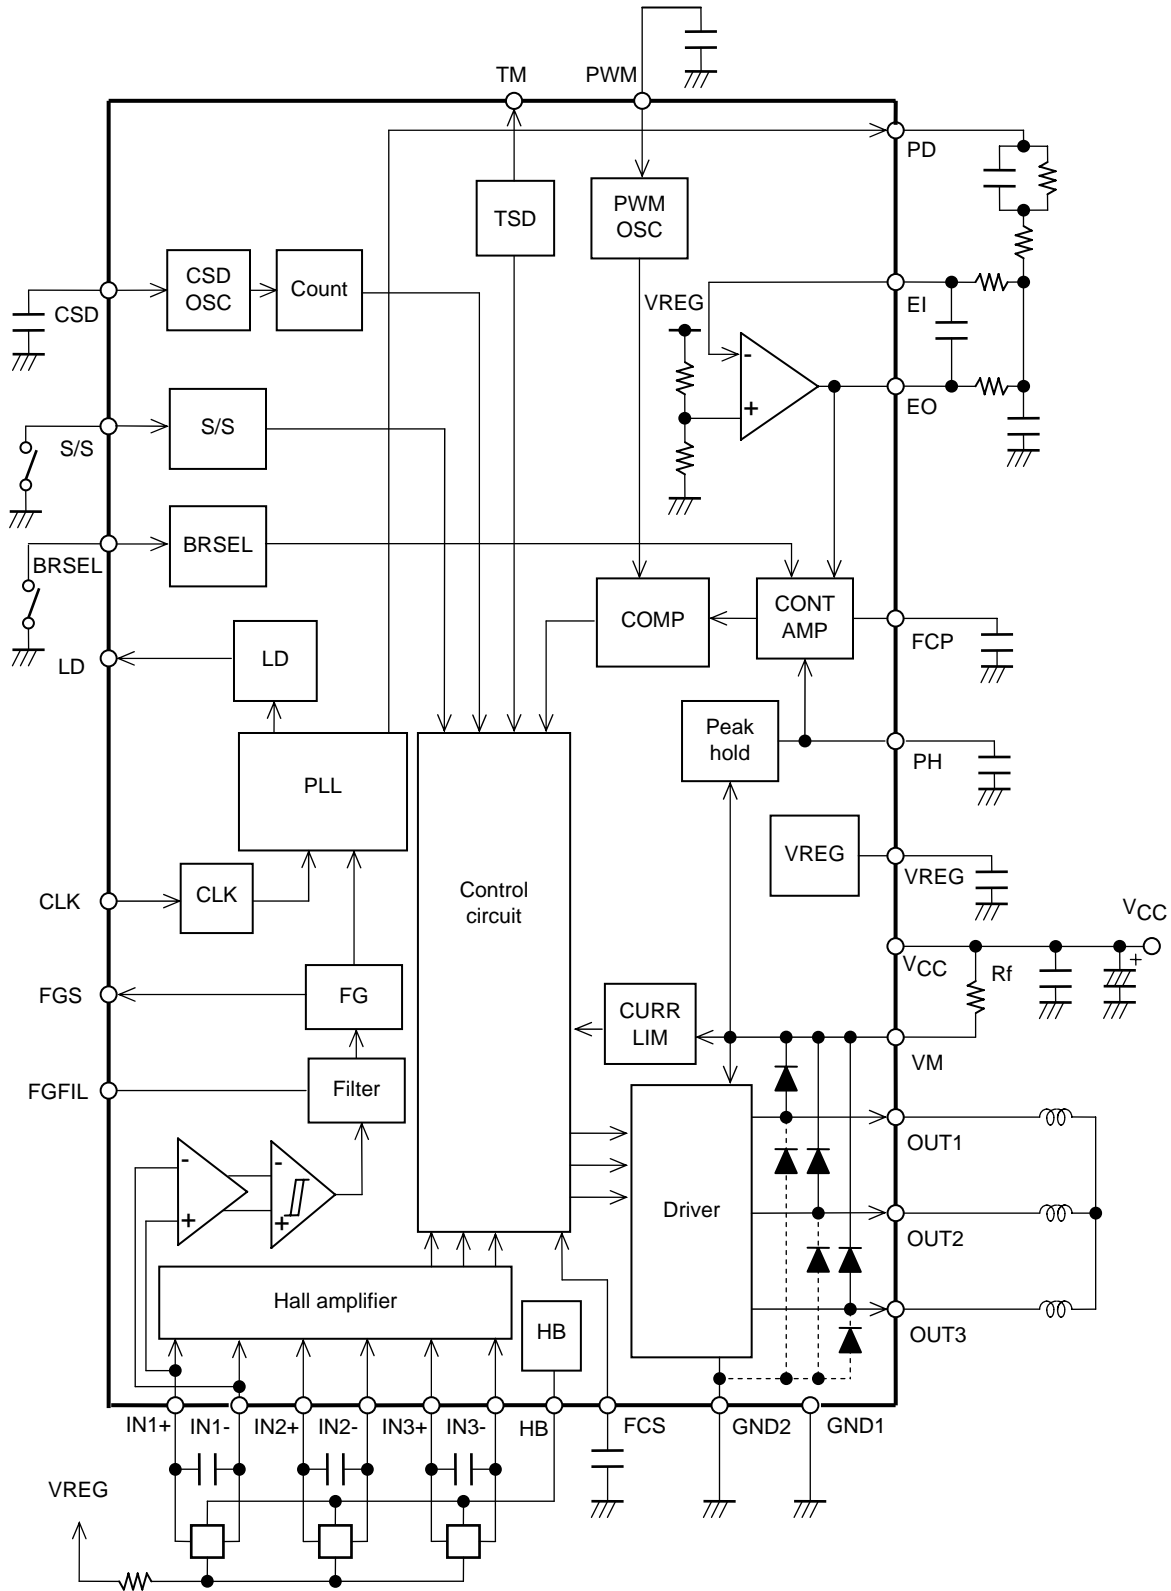 TM
PWM
PD
TSD
PWM
OSC
CSD
OSC
Count
CSD
VREG
EI
-
+
EO
S/S
S/S
BRSEL
BRSEL
COMP
CONT
AMP
FCP
LD
LD
Peak
hold
PH
PLL
VREG
VREG
CLK
CLK
Control
circuit
VCC
VCC
+
Rf
FGS
FG
CURR
LIM
VM
FGFIL
Filter
OUT1
-
+
-
+
Driver
OUT2
Hall amplifier
HB
OUT3
IN1+
IN1-
IN2+
IN2-
IN3+
IN3-
HB
FCS
GND2
GND1
VREG